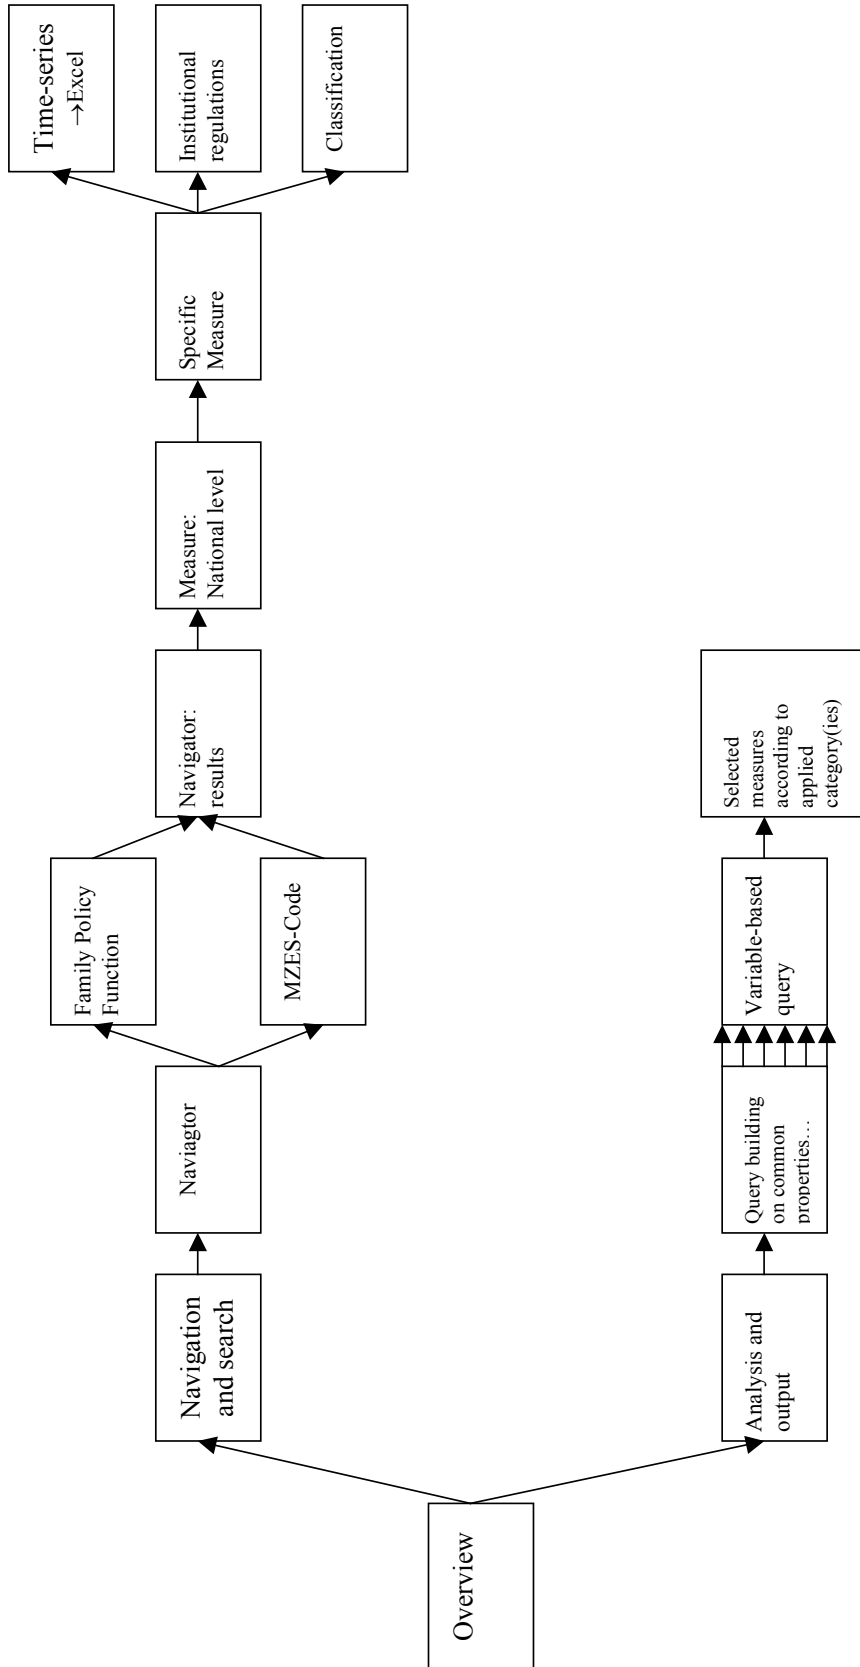 Overview
Navigation
and search
Naviagtor
Family Policy
Function
MZES-Code
Navigator:
results
Measure:
National level
Specific
Measure
Time-series
→Excel
Institutional
regulations
Classification
Analysis and
output
Query building
on common
properties…
Variable-based
query
Selected
measures
according to
applied
category(ies)